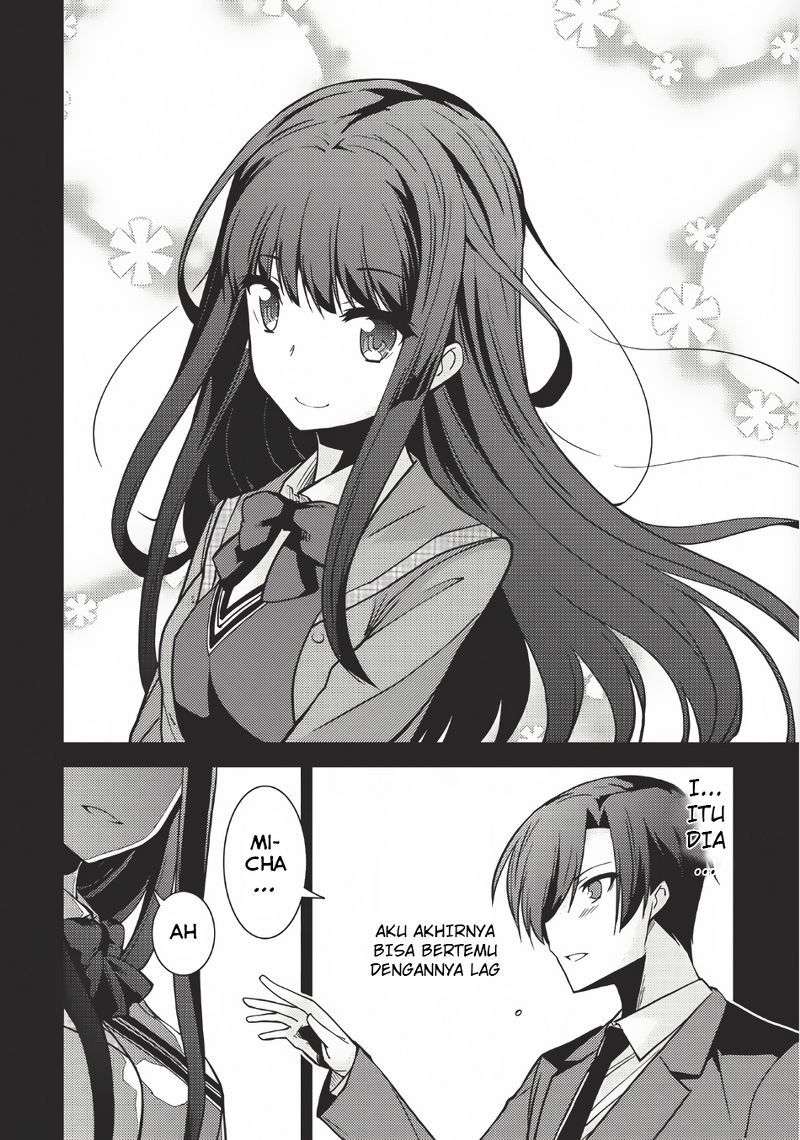 I...
ITU
DIA
...
MI-
CHA
...
AKU AKHIRNYA
BISA BERTEMU
DENGANNYA LAG
AH